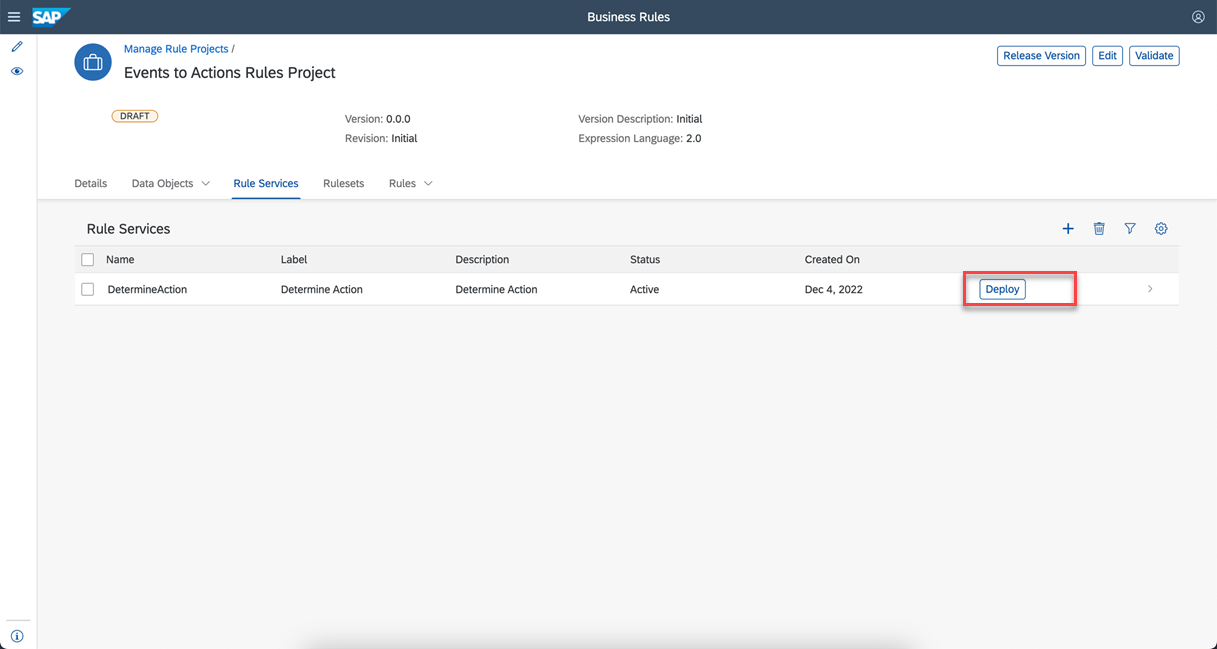 SAP Business Rules
Manage Rule Projects /
Events to Actions Rules Project
Release Version Edit Validate
DRAFT
Version: 0.0.0 Version Description: Initial
Revision: Initial Expression Language: 2.0
Details Data Objects Rule Services Rulesets Rules
Rule Services
Name Label Description Status Created On
DetermineAction Determine Action Determine Action Active Dec 4, 2022 Deploy